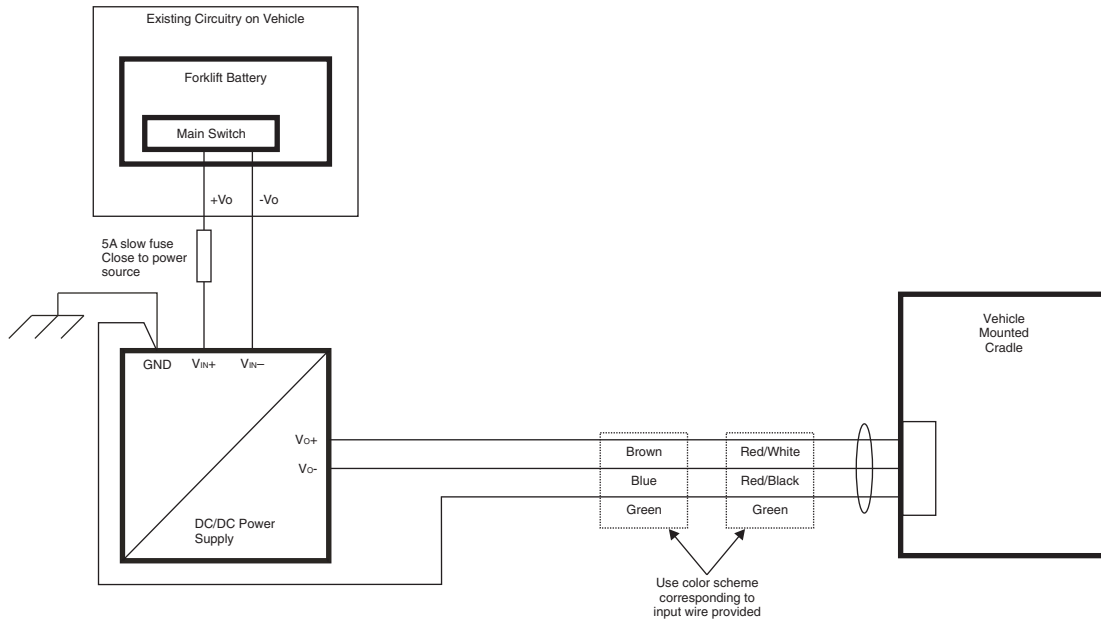 Existing Circuitry on Vehicle
Forklift Battery
Main Switch
+Vo
-Vo
5A slow fuse
Close to power
source
GND
VIN+
VIN–
VO+
VO-
DC/DC Power
Supply
Brown
Blue
Green
Red/White
Red/Black
Green
Use color scheme
corresponding to
input wire provided
Vehicle
Mounted
Cradle